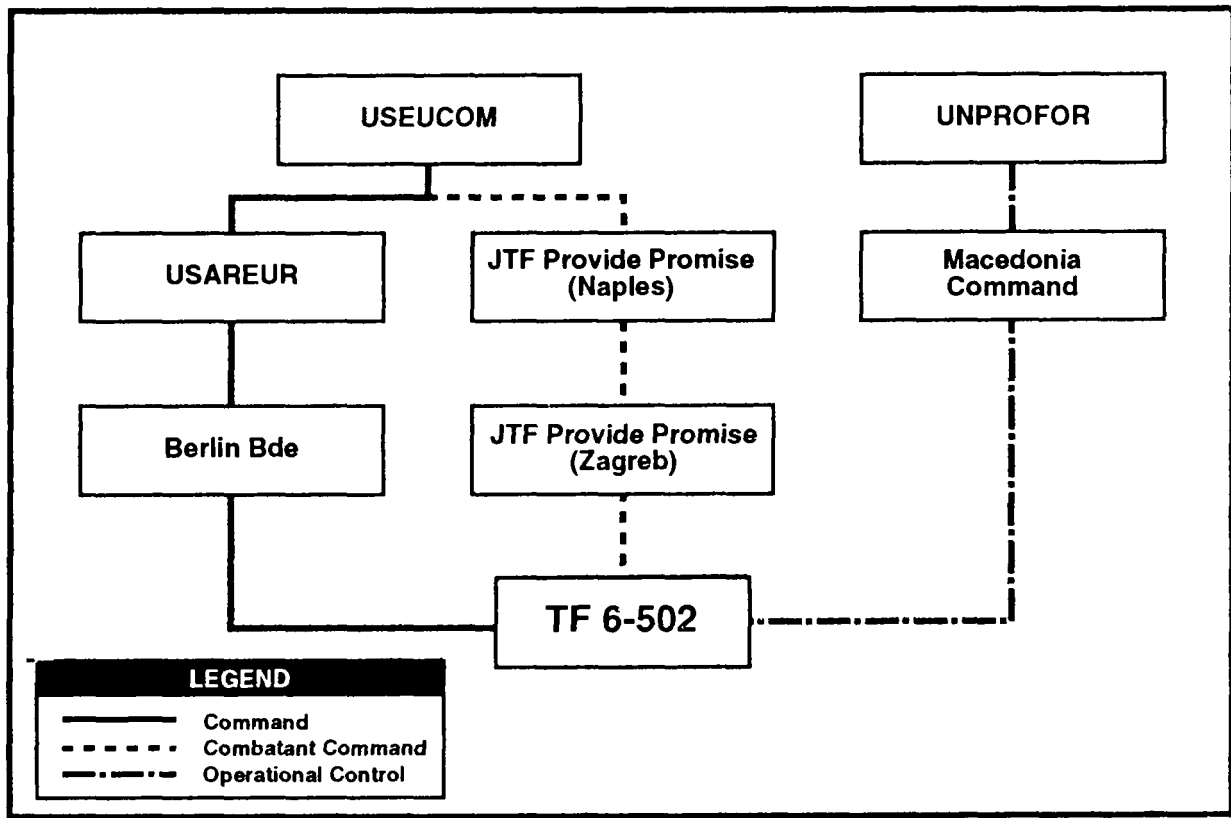 USEUCOM
UNPROFOR
USAREUR
JTF Provide Promise
(Naples)
Macedonia
Command
Berlin Bde
JTF Provide Promise
(Zagreb)
TF 6-502
LEGEND
Command
Combatant Command
Operational Control